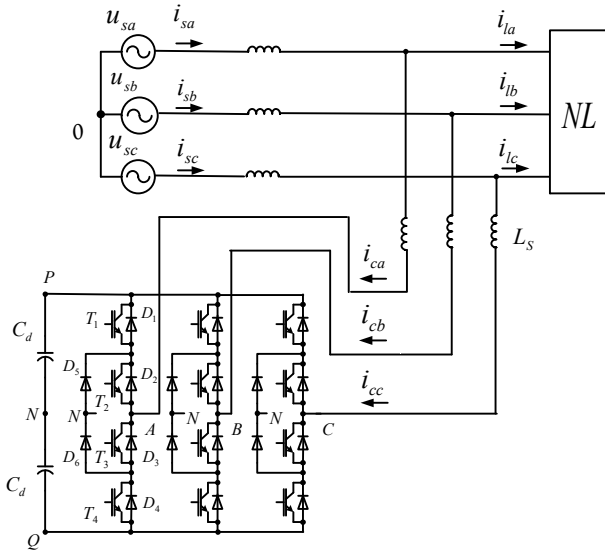 u_sa i_sa i_la
u_sb i_sb i_lb
0 NL
u_sc i_sc i_lc
i_ca L_S
P
T_1 D_1 i_cb
C_d
D_5 D_2
T_2 i_cc
N N A N B N C
D_6 T_3 D_3
C_d
T_4 D_4
Q